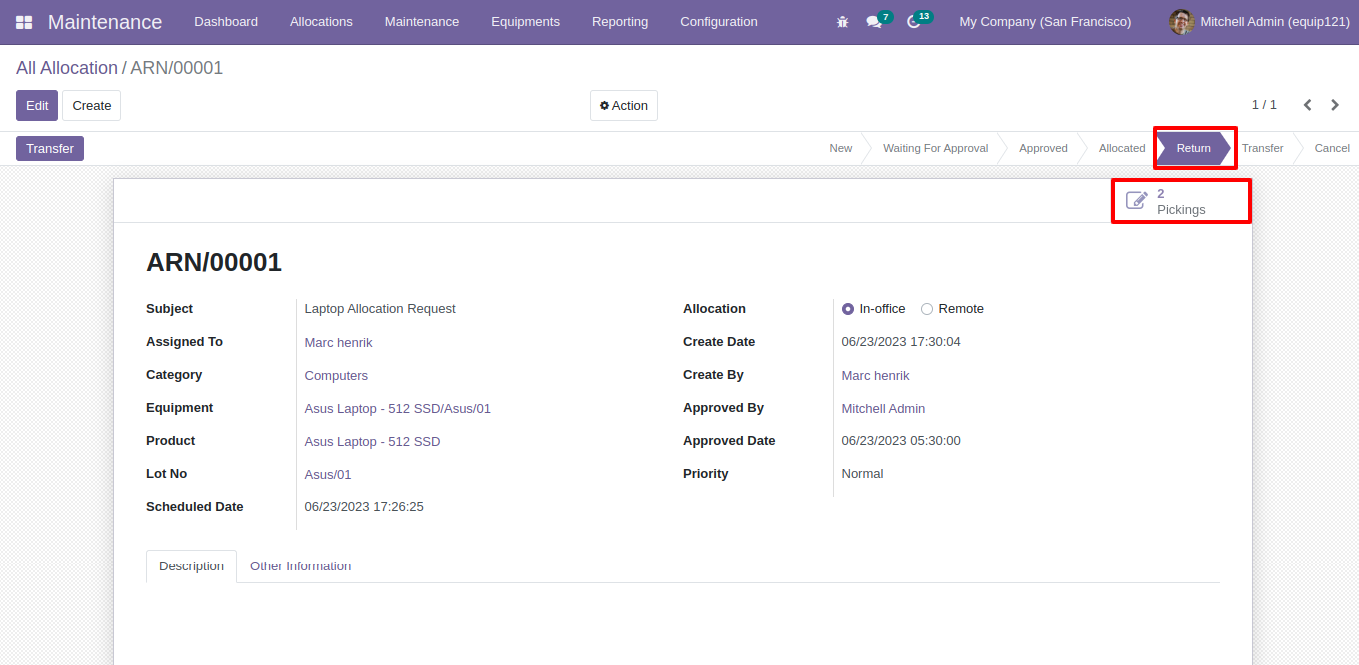 Maintenance Dashboard Allocations Maintenance Equipments Reporting Configuration 7 13 My Company (San Francisco) Mitchell Admin (equip121)
All Allocation / ARN/00001
Edit Create Action 1 / 1
Transfer New Waiting For Approval Approved Allocated Return Transfer Cancel
2
Pickings
ARN/00001
Subject Laptop Allocation Request Allocation In-office Remote
Assigned To Marc henrik Create Date 06/23/2023 17:30:04
Category Computers Create By Marc henrik
Equipment Asus Laptop - 512 SSD/Asus/01 Approved By Mitchell Admin
Product Asus Laptop - 512 SSD Approved Date 06/23/2023 05:30:00
Lot No Asus/01 Priority Normal
Scheduled Date 06/23/2023 17:26:25
Description Other Information